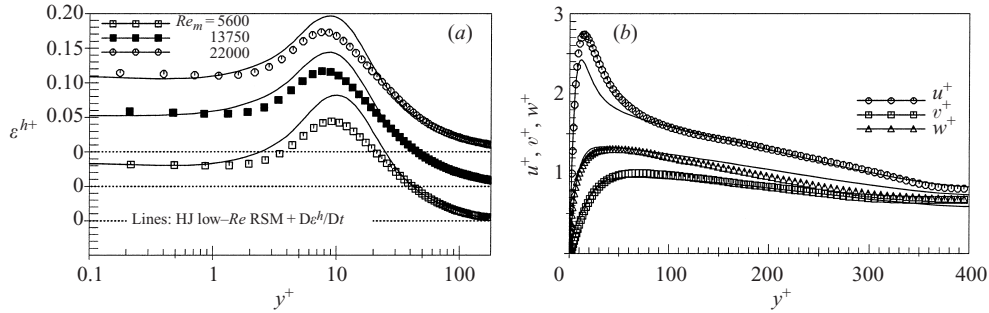 0.20
Re_m = 5600
13750
22000
(a)
0.15
0.10
0.05
0
0
0
ε^{h+}
Lines: HJ low–Re RSM + Dε^h/Dt
0.1
1
10
100
y^+
3
(b)
u^+
v^+
w^+
2
1
u^+, v^+, w^+
0
100
200
300
400
y^+